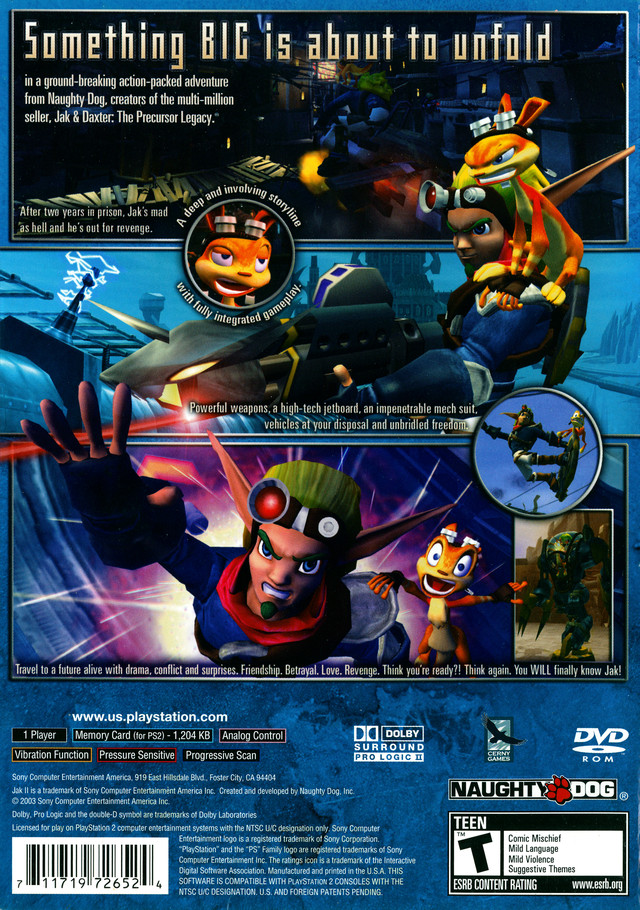 Something BIG is about to unfold
in a ground-breaking action-packed adventure
from Naughty Dog, creators of the multi-million
seller, Jak & Daxter: The Precursor Legacy.®
After two years in prison, Jak's mad
as hell and he's out for revenge.
A deep and involving storyline
with fully integrated gameplay.
Powerful weapons, a high-tech jetboard, an impenetrable mech suit,
vehicles at your disposal and unbridled freedom.
Travel to a future alive with drama, conflict and surprises. Friendship. Betrayal. Love. Revenge. Think you're ready?! Think again. You WILL finally know Jak!
www.us.playstation.com
1 Player
Memory Card (for PS2) - 1,204 KB
Analog Control
Vibration Function
Pressure Sensitive
Progressive Scan
DOLBY
SURROUND
PRO LOGIC II
CERNY
GAMES
DVD
ROM
Sony Computer Entertainment America, 919 East Hillsdale Blvd., Foster City, CA 94404
Jak II is a trademark of Sony Computer Entertainment America Inc. Created and developed by Naughty Dog, Inc.
© 2003 Sony Computer Entertainment America Inc.
Dolby, Pro Logic and the double-D symbol are trademarks of Dolby Laboratories
Licensed for play on PlayStation 2 computer entertainment systems with the NTSC U/C designation only. Sony Computer
Entertainment logo is a registered trademark of Sony Corporation.
"PlayStation" and the "PS" Family logo are registered trademarks of Sony
Computer Entertainment Inc. The ratings icon is a trademark of the Interactive
Digital Software Association. Manufactured and printed in the U.S.A. THIS
SOFTWARE IS COMPATIBLE WITH PLAYSTATION 2 CONSOLES WITH THE
NTSC U/C DESIGNATION. U.S. AND FOREIGN PATENTS PENDING.
7 11719 72652 4
NAUGHTY DOG ®
TEEN
T
TM
Comic Mischief
Mild Language
Mild Violence
Suggestive Themes
ESRB CONTENT RATING
www.esrb.org